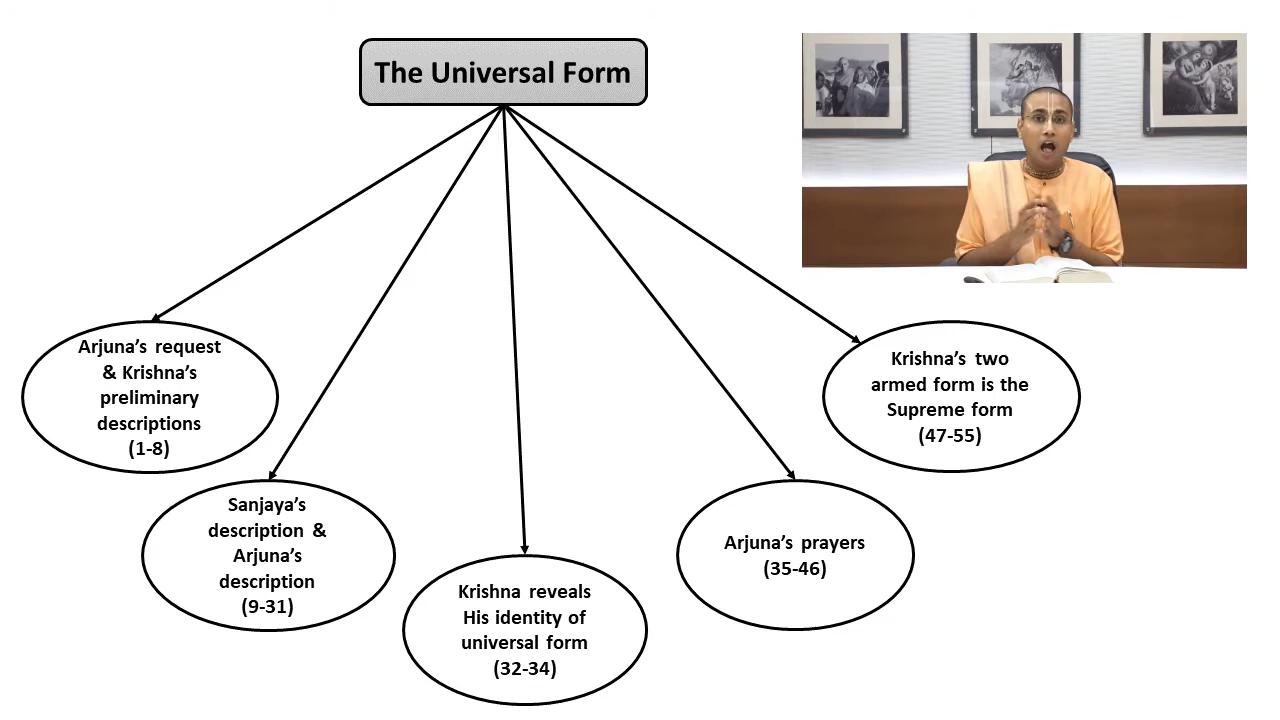 The Universal Form
Arjuna’s request
& Krishna’s
preliminary
descriptions
(1-8)
Sanjaya’s
description &
Arjuna’s
description
(9-31)
Krishna reveals
His identity of
universal form
(32-34)
Arjuna’s prayers
(35-46)
Krishna’s two
armed form is the
Supreme form
(47-55)